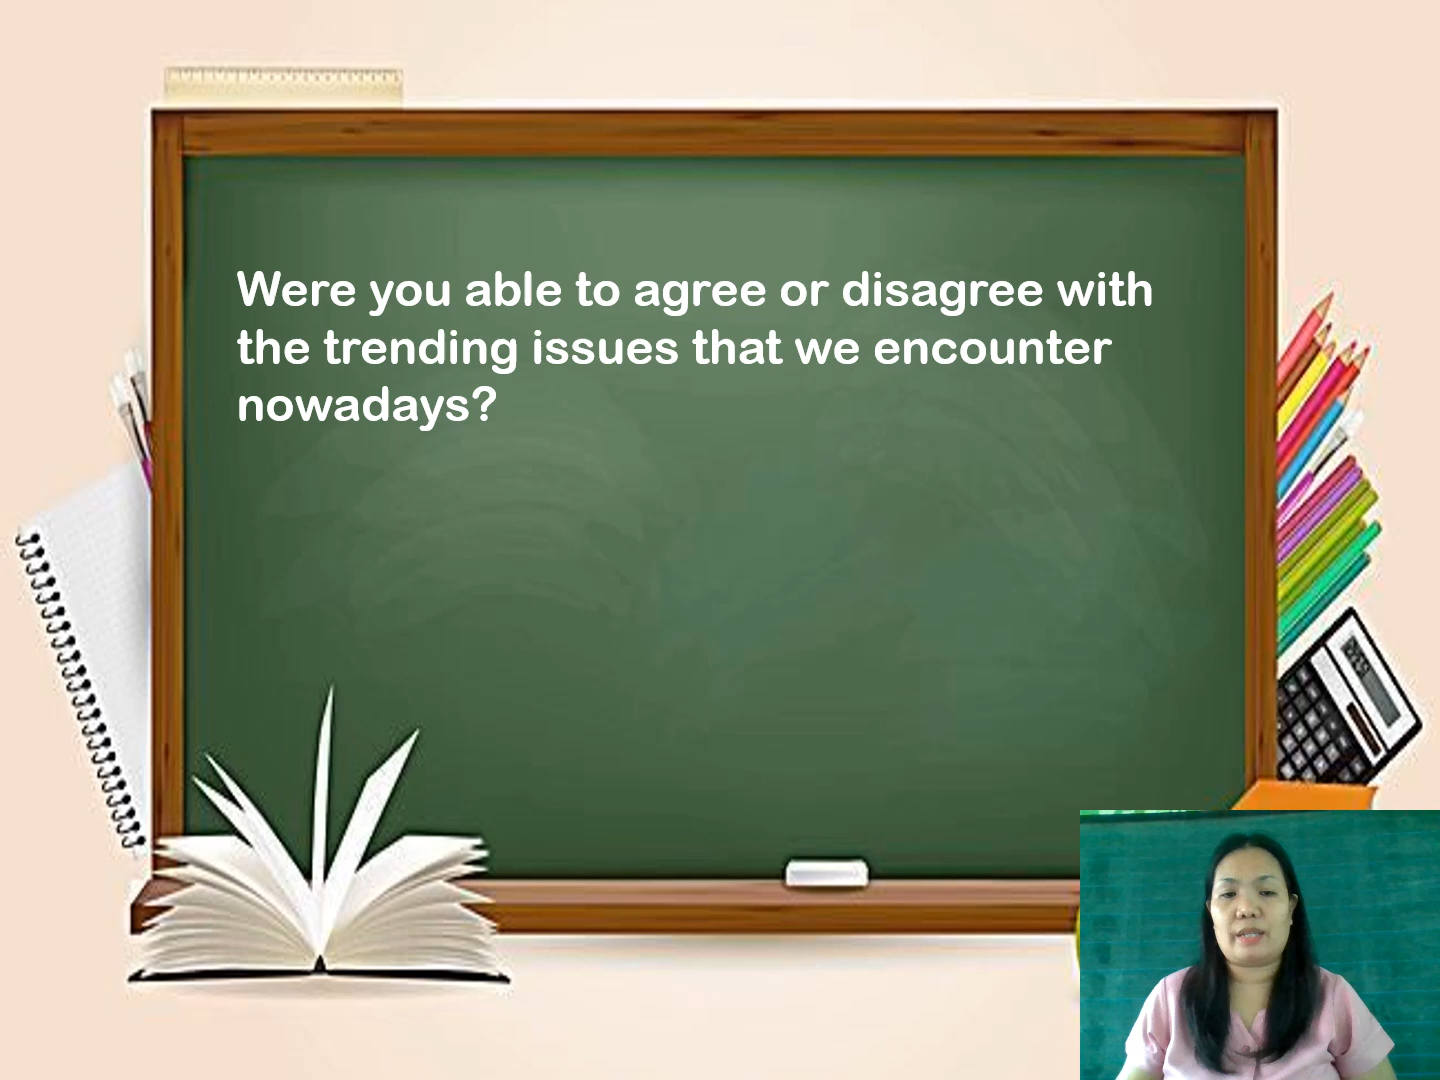 Were you able to agree or disagree with
the trending issues that we encounter
nowadays?